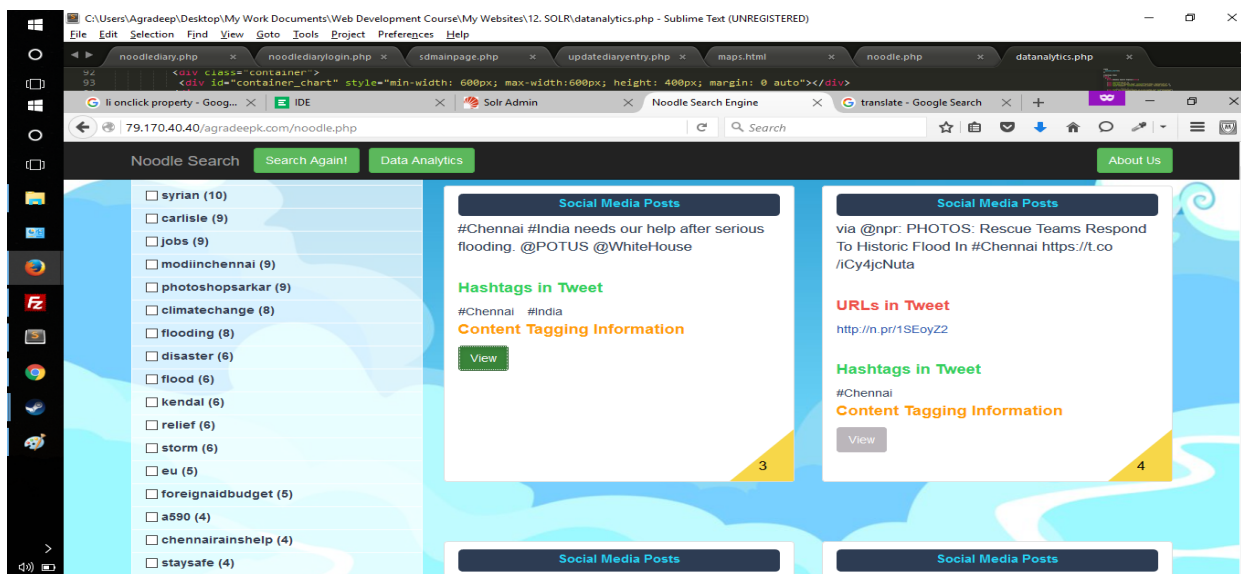 C:\Users\Agradeep\Desktop\My Work Documents\Web Development Course\My Websites\12. SOLR\datanalytics.php - Sublime Text (UNREGISTERED)
File Edit Selection Find View Goto Tools Project Preferences Help
noodlediary.php × noodlediarylogin.php × sdmainpage.php × updatediaryentry.php × maps.html × noodle.php × datanalytics.php ×
92 <div class="container">
93 <div id="container_chart" style="min-width: 600px; max-width:600px; height: 400px; margin: 0 auto"></div>
li onclick property - Goog... × IDE × Solr Admin × Noodle Search Engine × translate - Google Search × +
79.170.40.40/agradeepk.com/noodle.php Search
Noodle Search Search Again! Data Analytics About Us
syrian (10)
carlisle (9)
jobs (9)
modiinchennai (9)
photoshopsarkar (9)
climatechange (8)
flooding (8)
disaster (6)
flood (6)
kendal (6)
relief (6)
storm (6)
eu (5)
foreignaidbudget (5)
a590 (4)
chennairainshelp (4)
staysafe (4)
Social Media Posts
#Chennai #India needs our help after serious
flooding. @POTUS @WhiteHouse
Hashtags in Tweet
#Chennai #India
Content Tagging Information
View
3
Social Media Posts
via @npr: PHOTOS: Rescue Teams Respond
To Historic Flood In #Chennai https://t.co
/iCy4jcNuta
URLs in Tweet
http://n.pr/1SEoyZ2
Hashtags in Tweet
#Chennai
Content Tagging Information
View
4
Social Media Posts
Social Media Posts